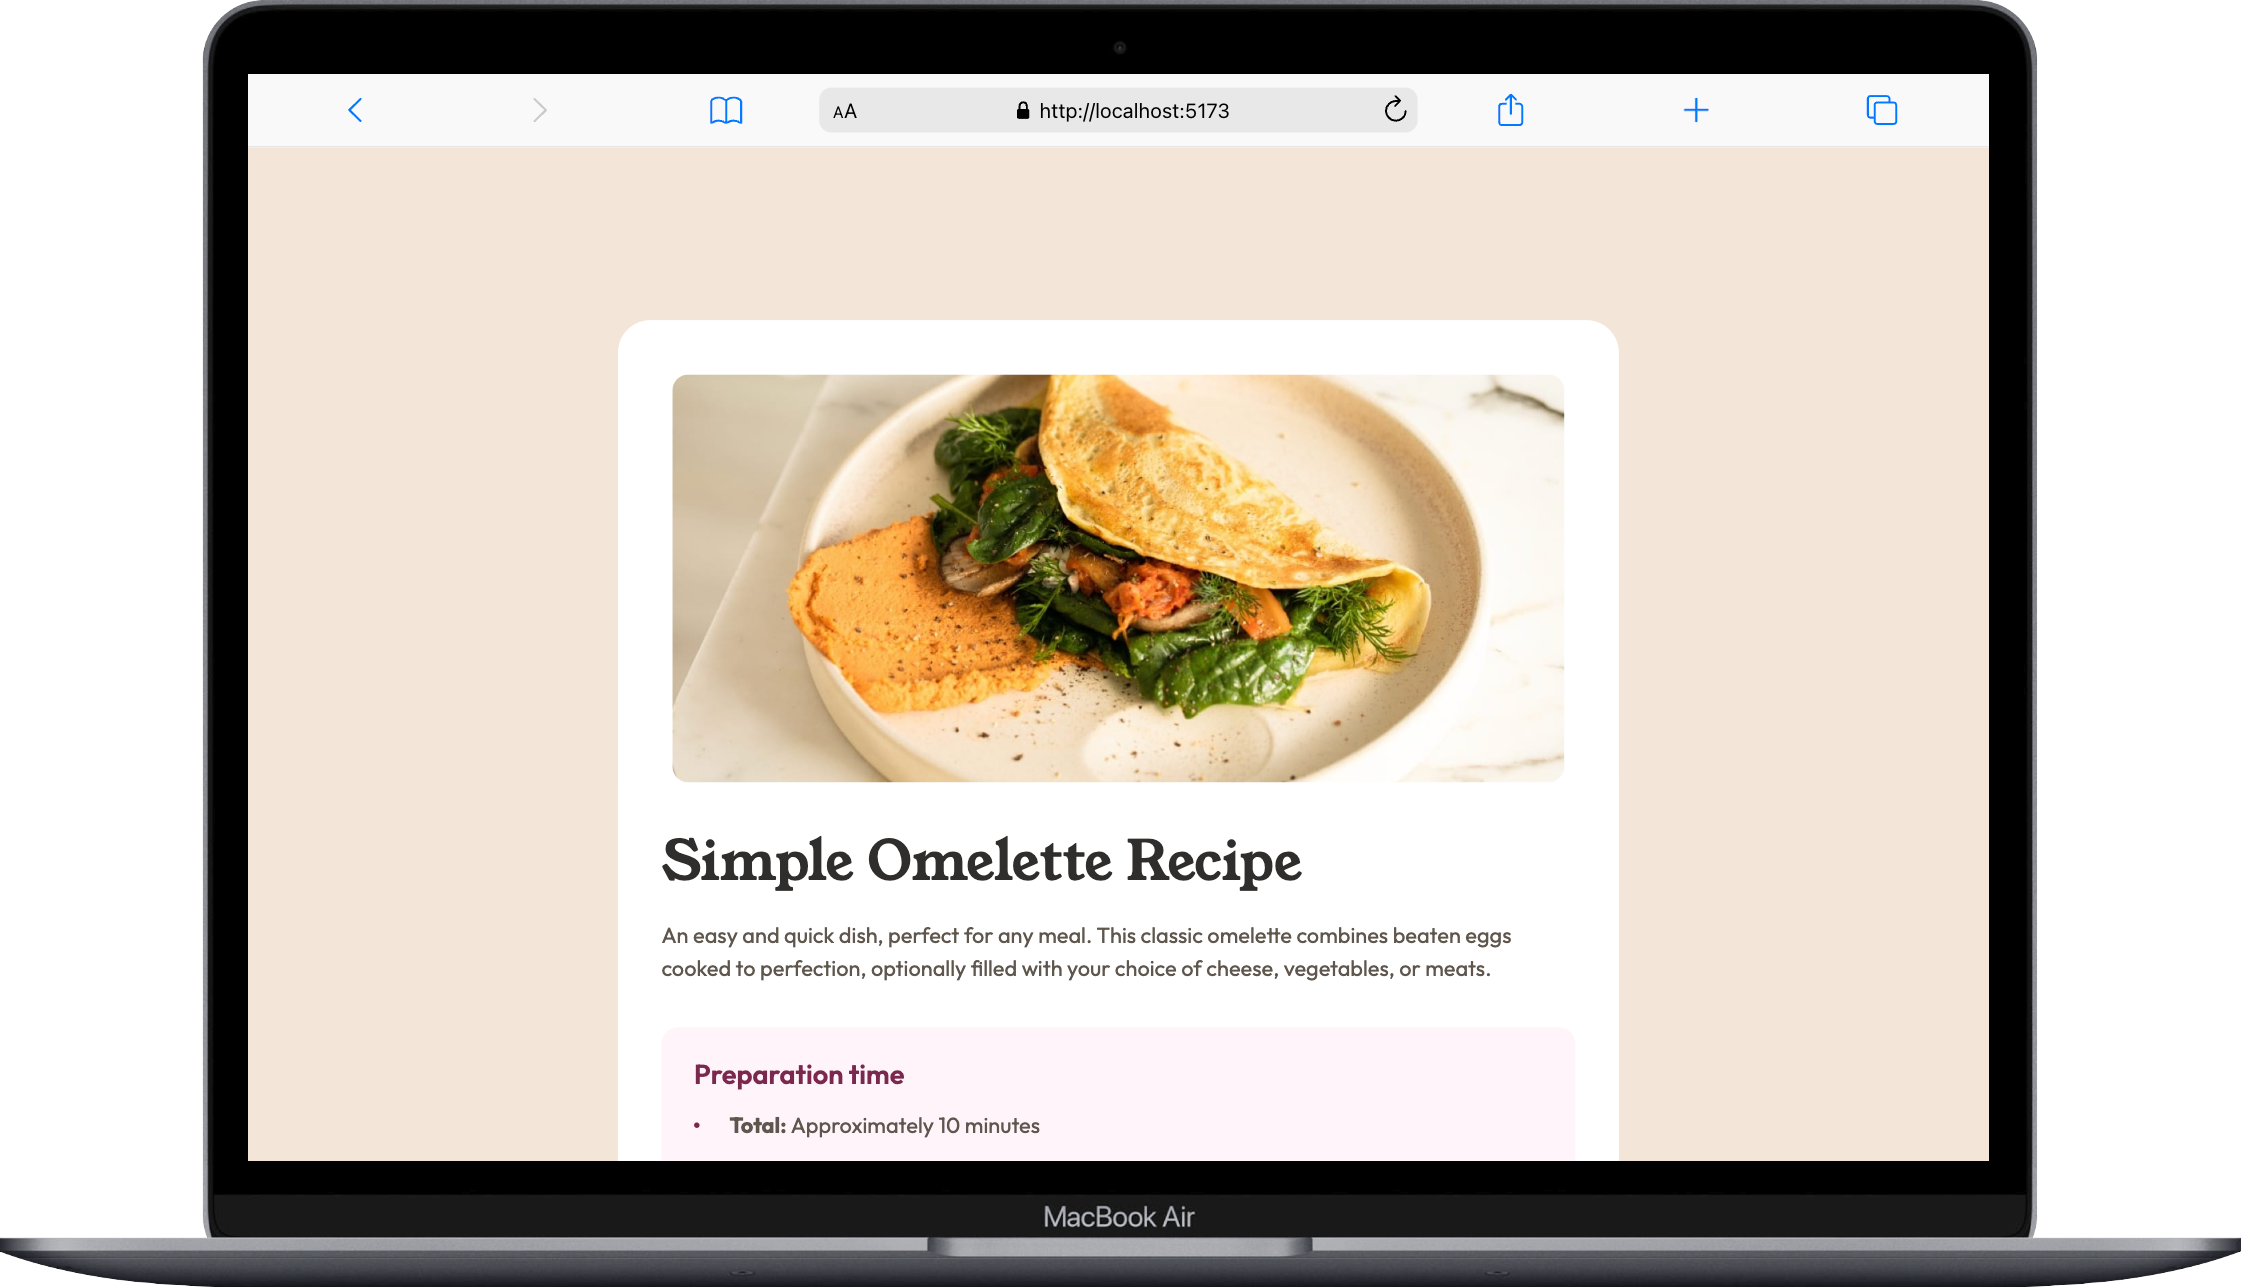 AA
http://localhost:5173
Simple Omelette Recipe
An easy and quick dish, perfect for any meal. This classic omelette combines beaten eggs
cooked to perfection, optionally filled with your choice of cheese, vegetables, or meats.
Preparation time
• Total: Approximately 10 minutes
MacBook Air